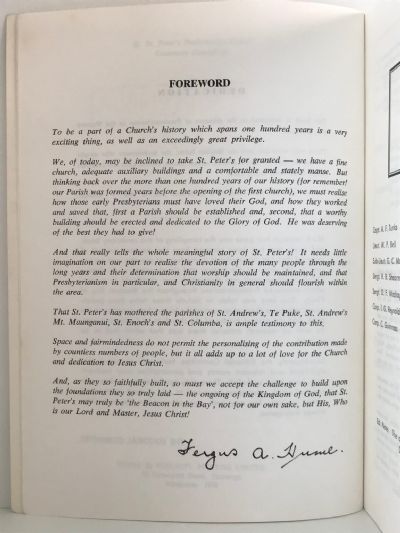 FOREWORD
To be a part of a Church's history which spans one hundred years is a very
exciting thing, as well as an exceedingly great privilege.
We, of today, may be inclined to take St. Peter's for granted — we have a fine
church, adequate auxiliary buildings and a comfortable and stately manse. But
thinking back over the more than one hundred years of our history (for remember!
our Parish was formed years before the opening of the first church), we must realise
how those early Presbyterians must have loved their God, and how they worked
and saved that, first a Parish should be established and, second, that a worthy
building should be erected and dedicated to the Glory of God. He was deserving
of the best they had to give!
And that really tells the whole meaningful story of St. Peter's! It needs little
imagination on our part to realise the devotion of the many people through the
long years and their determination that worship should be maintained, and that
Presbyterianism in particular, and Christianity in general should flourish within
the area.
That St. Peter's has mothered the parishes of St. Andrew's, Te Puke, St. Andrew's
Mt. Maunganui, St. Enoch's and St. Columba, is ample testimony to this.
Space and fairmindedness do not permit the personalising of the contribution made
by countless numbers of people, but it all adds up to a lot of love for the Church
and dedication to Jesus Christ.
And, as they so faithfully built, so must we accept the challenge to build upon
the foundations they so truly laid — the ongoing of the Kingdom of God, that St.
Peter's may truly be 'the Beacon in the Bay', not for our own sake, but His, Who
is our Lord and Master, Jesus Christ!
Fergus A. Hume.
Capt. A. F. Tunks
Lieut. W. P. Bell
Sub-Lieut. G. C.
Sergt. R.
Sergt. R. F.
Corp. I. G.
Corp. C.